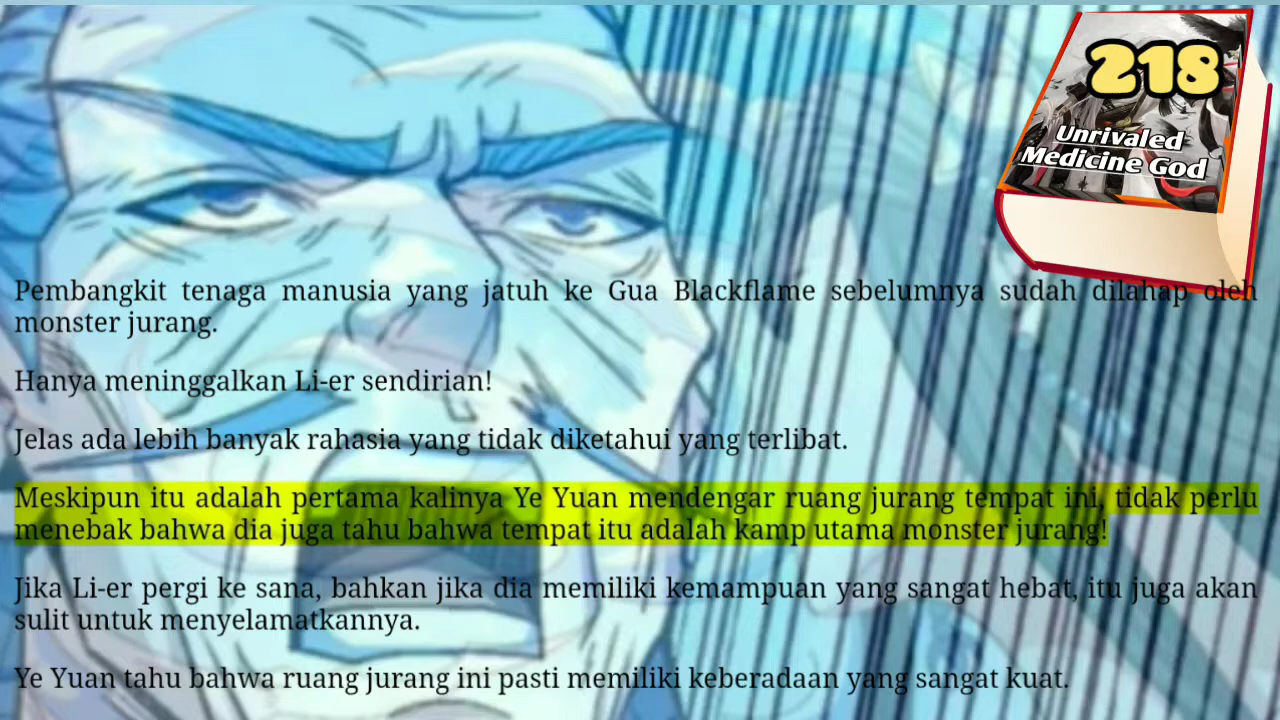 218
Unrivaled
Medicine God
Pembangkit tenaga manusia yang jatuh ke Gua Blackflame sebelumnya sudah dilahap oleh
monster jurang.
Hanya meninggalkan Li-er sendirian!
Jelas ada lebih banyak rahasia yang tidak diketahui yang terlibat.
Meskipun itu adalah pertama kalinya Ye Yuan mendengar ruang jurang tempat ini, tidak perlu
menebak bahwa dia juga tahu bahwa tempat itu adalah kamp utama monster jurang!
Jika Li-er pergi ke sana, bahkan jika dia memiliki kemampuan yang sangat hebat, itu juga akan
sulit untuk menyelamatkannya.
Ye Yuan tahu bahwa ruang jurang ini pasti memiliki keberadaan yang sangat kuat.